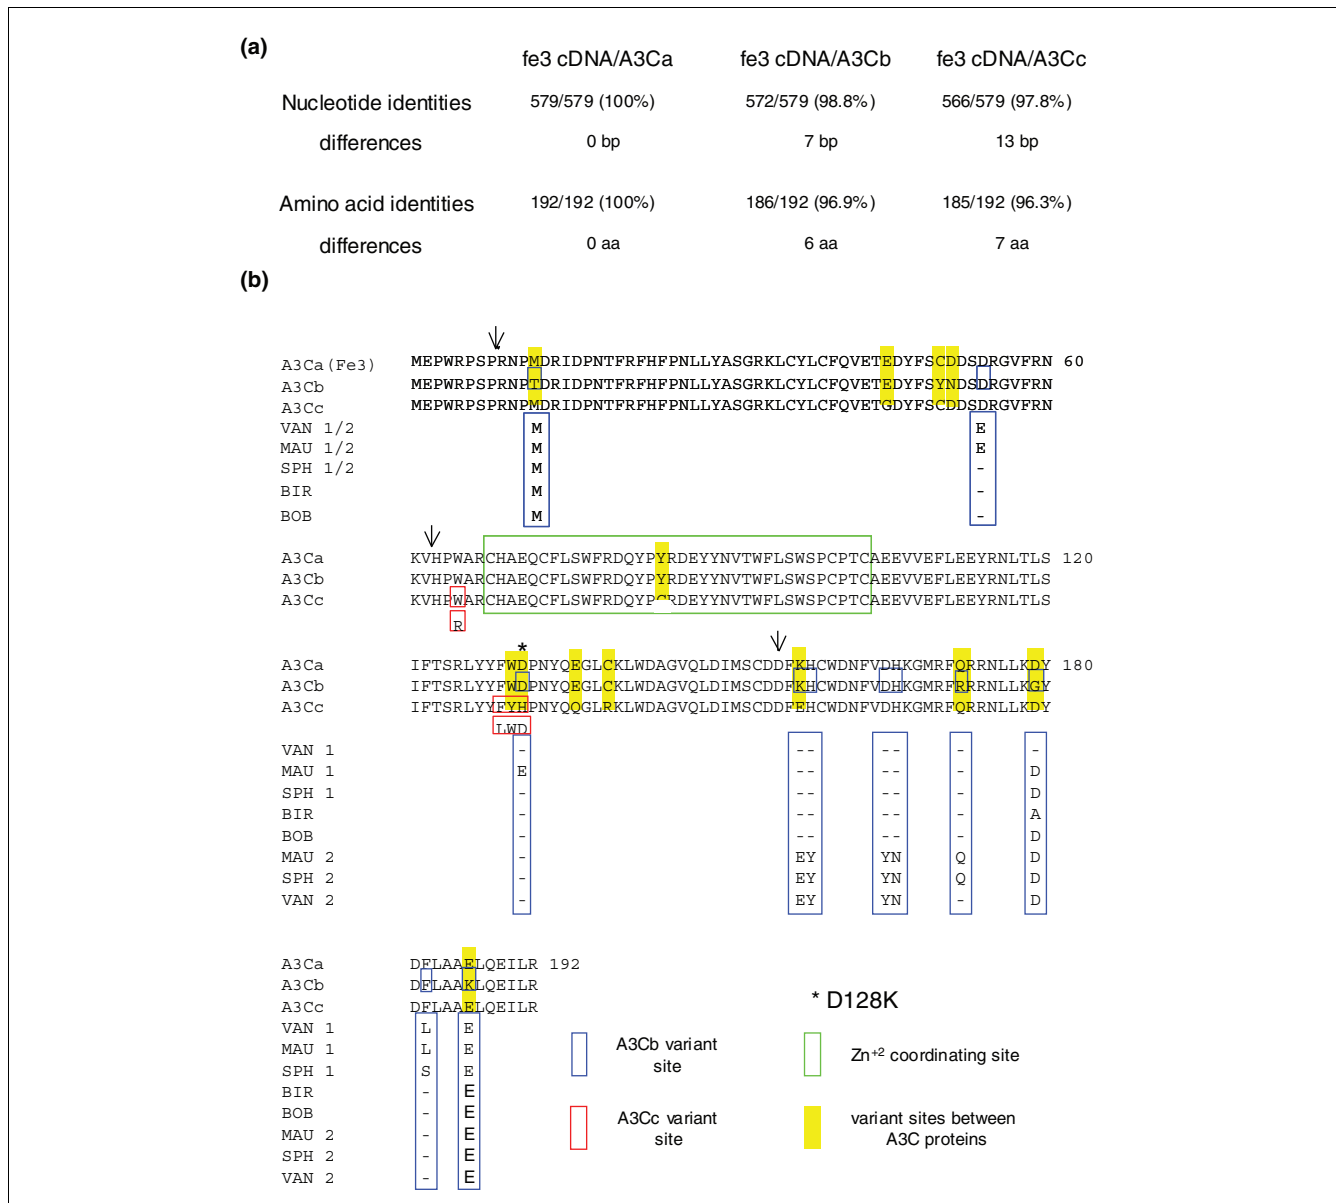 (a)
fe3 cDNA/A3Ca fe3 cDNA/A3Cb fe3 cDNA/A3Cc
Nucleotide identities 579/579 (100%) 572/579 (98.8%) 566/579 (97.8%)
differences 0 bp 7 bp 13 bp
Amino acid identities 192/192 (100%) 186/192 (96.9%) 185/192 (96.3%)
differences 0 aa 6 aa 7 aa
(b)
A3Ca(Fe3) MEPWRPSPRNPMDRIDPNTFRFHFPNLLYASGRKLCYLCFQVETEDYFSCDDSDRGVFRN 60
A3Cb MEPWRPSPRNPTDRIDPNTFRFHFPNLLYASGRKLCYLCFQVETEDYFSYNDSDRGVFRN
A3Cc MEPWRPSPRNPMDRIDPNTFRFHFPNLLYASGRKLCYLCFQVETGDYFSCDDSDRGVFRN
VAN 1/2 M E
MAU 1/2 M E
SPH 1/2 M -
BIR M -
BOB M -
A3Ca KVHPWARCHAEQCFLSWFRDQYPYRDEYYNVTWFLSWSPCPTCAEEVVEFLEEYRNLTLS 120
A3Cb KVHPWARCHAEQCFLSWFRDQYPYRDEYYNVTWFLSWSPCPTCAEEVVEFLEEYRNLTLS
A3Cc KVHPWARCHAEQCFLSWFRDQYPCRDEYYNVTWFLSWSPCPTCAEEVVEFLEEYRNLTLS
R
*
A3Ca IFTSRLYYFWDPNYQEGLCKLWDAGVQLDIMSCDDFKHCWDNFVDHKGMRFQRRNLLKDY 180
A3Cb IFTSRLYYFWDPNYQEGLCKLWDAGVQLDIMSCDDFKHCWDNFVDHKGMRFRRRNLLKGY
A3Cc IFTSRLYYFYHPNYQQGLRKLWDAGVQLDIMSCDDFEHCWDNFVDHKGMRFQRRNLLKDY
LWD
VAN 1 - -- -- - -
MAU 1 E -- -- - D
SPH 1 - -- -- - D
BIR - -- -- - A
BOB - -- -- - D
MAU 2 - EY YN Q D
SPH 2 - EY YN Q D
VAN 2 - EY YN - D
A3Ca DFLAAELQEILR 192
A3Cb DFLAAKLQEILR
A3Cc DFLAAELQEILR
VAN 1 L E
MAU 1 L E
SPH 1 S E
BIR - E
BOB - E
MAU 2 - E
SPH 2 - E
VAN 2 - E
* D128K
A3Cb variant
site
Zn+2 coordinating site
A3Cc variant
site
variant sites between
A3C proteins